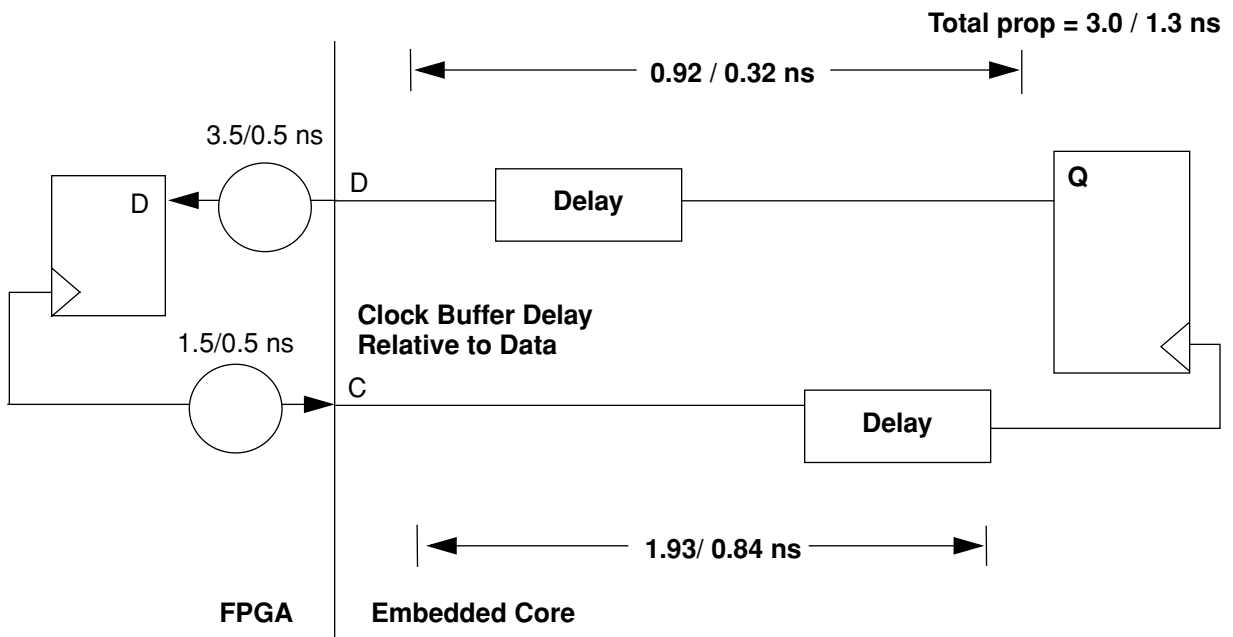 Total prop = 3.0 / 1.3 ns
0.92 / 0.32 ns
3.5/0.5 ns
D
D
Delay
Q
Clock Buffer Delay
Relative to Data
1.5/0.5 ns
C
Delay
1.93/ 0.84 ns
FPGA
Embedded Core